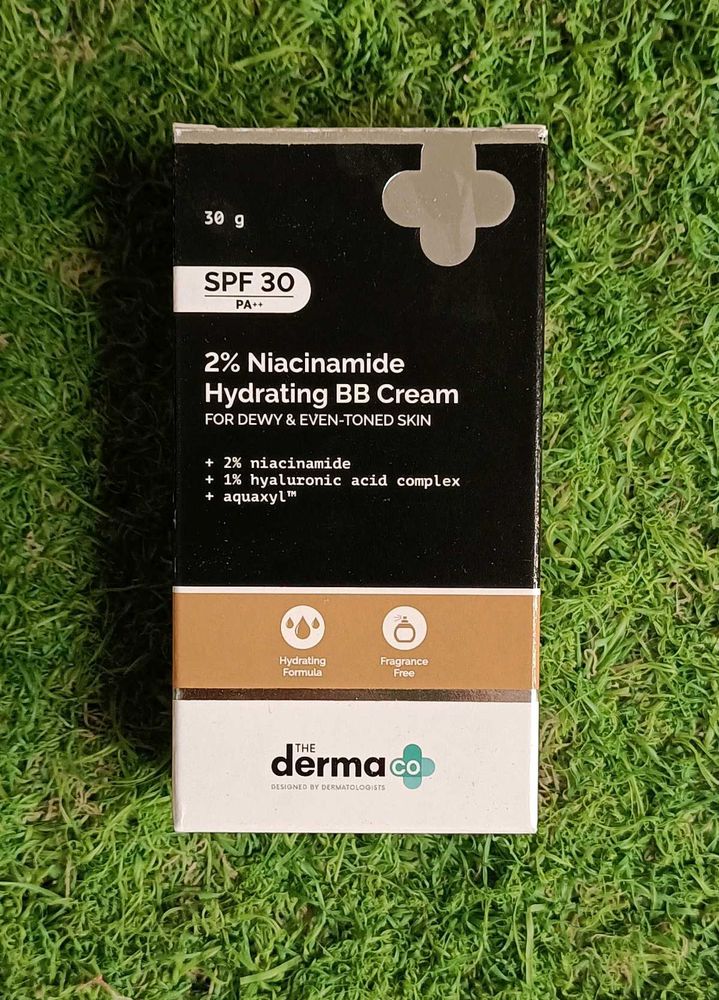 30 g
SPF 30
PA++
2% Niacinamide
Hydrating BB Cream
FOR DEWY & EVEN-TONED SKIN
+ 2% niacinamide
+ 1% hyaluronic acid complex
+ aquaxyl™
Hydrating
Formula
Fragrance
Free
THE
derma co
DESIGNED BY DERMATOLOGISTS